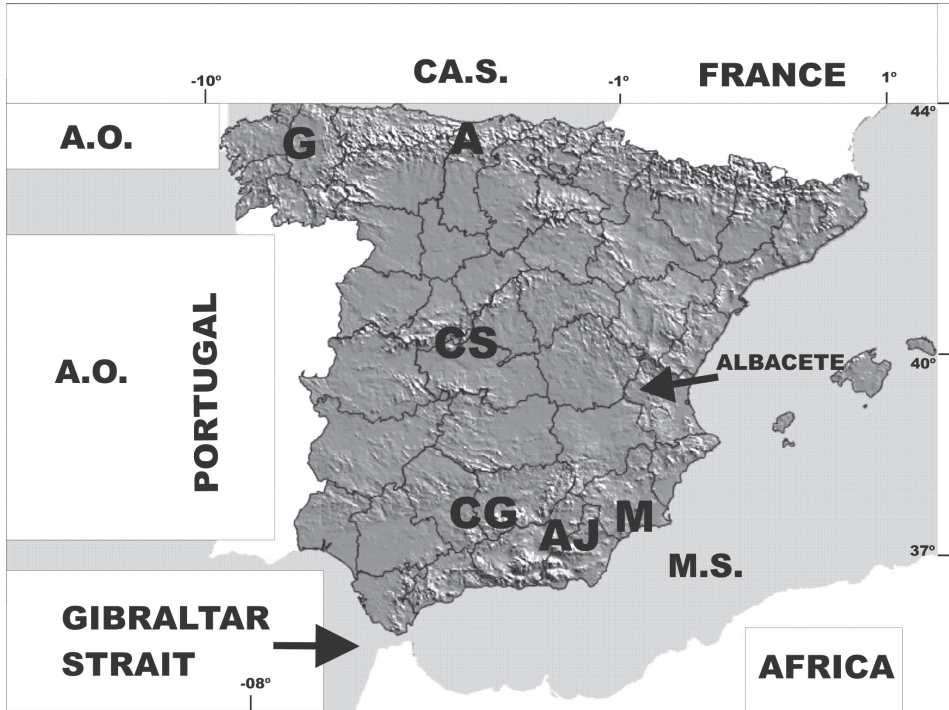 CA.S.
-10°
-1°
FRANCE
1°
44°
A.O.
G
A
PORTUGAL
A.O.
CS
ALBACETE
40°
CG
AJ
M
M.S.
37°
GIBRALTAR
STRAIT
-08°
AFRICA